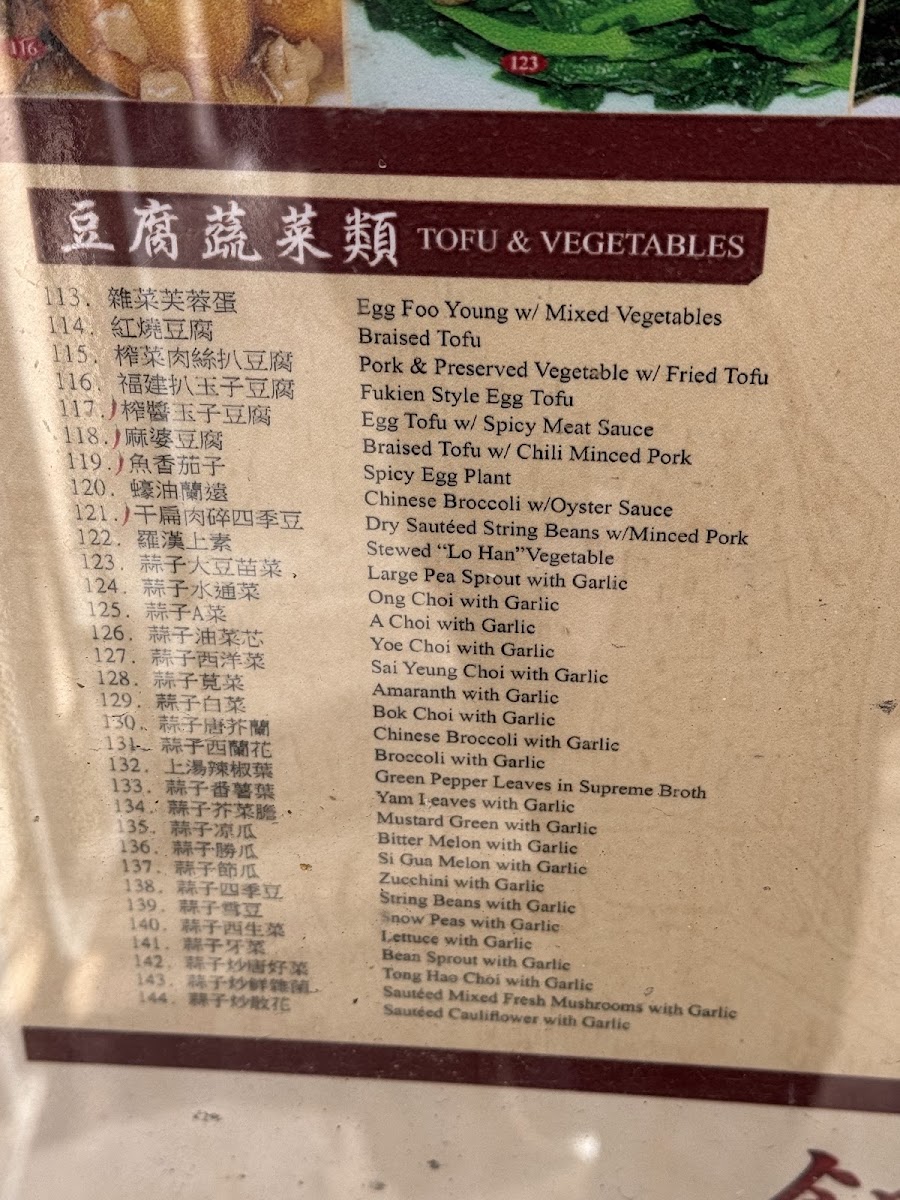 116
123
豆腐蔬菜類 TOFU & VEGETABLES
113. 雜菜芙蓉蛋 Egg Foo Young w/ Mixed Vegetables
114. 紅燒豆腐 Braised Tofu
115. 榨菜肉絲扒豆腐 Pork & Preserved Vegetable w/ Fried Tofu
116. 福建扒玉子豆腐 Fukien Style Egg Tofu
117. 榨醬玉子豆腐 Egg Tofu w/ Spicy Meat Sauce
118. 麻婆豆腐 Braised Tofu w/ Chili Minced Pork
119. 魚香茄子 Spicy Egg Plant
120. 蠔油蘭遠 Chinese Broccoli w/Oyster Sauce
121. 干扁肉碎四季豆 Dry Sautéed String Beans w/Minced Pork
122. 羅漢上素 Stewed “Lo Han”Vegetable
123. 蒜子大豆苗菜 Large Pea Sprout with Garlic
124. 蒜子水通菜 Ong Choi with Garlic
125. 蒜子A菜 A Choi with Garlic
126. 蒜子油菜芯 Yoe Choi with Garlic
127. 蒜子西洋菜 Sai Yeung Choi with Garlic
128. 蒜子莧菜 Amaranth with Garlic
129. 蒜子白菜 Bok Choi with Garlic
130. 蒜子唐芥蘭 Chinese Broccoli with Garlic
131. 蒜子西蘭花 Broccoli with Garlic
132. 上湯辣椒葉 Green Pepper Leaves in Supreme Broth
133. 蒜子番薯葉 Yam Leaves with Garlic
134. 蒜子芥菜膽 Mustard Green with Garlic
135. 蒜子凉瓜 Bitter Melon with Garlic
136. 蒜子勝瓜 Si Gua Melon with Garlic
137. 蒜子節瓜 Zucchini with Garlic
138. 蒜子四季豆 String Beans with Garlic
139. 蒜子雪豆 Snow Peas with Garlic
140. 蒜子西生菜 Lettuce with Garlic
141. 蒜子牙菜 Bean Sprout with Garlic
142. 蒜子炒唐好菜 Tong Hao Choi with Garlic
143. 蒜子炒鮮雜菌 Sautéed Mixed Fresh Mushrooms with Garlic
144. 蒜子炒散花 Sautéed Cauliflower with Garlic